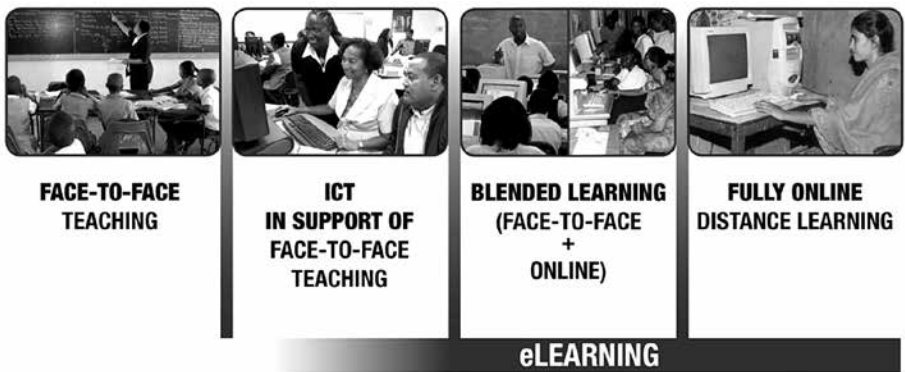 FACE-TO-FACE
TEACHING
ICT
IN SUPPORT OF
FACE-TO-FACE
TEACHING
BLENDED LEARNING
(FACE-TO-FACE
+
ONLINE)
FULLY ONLINE
DISTANCE LEARNING
eLEARNING